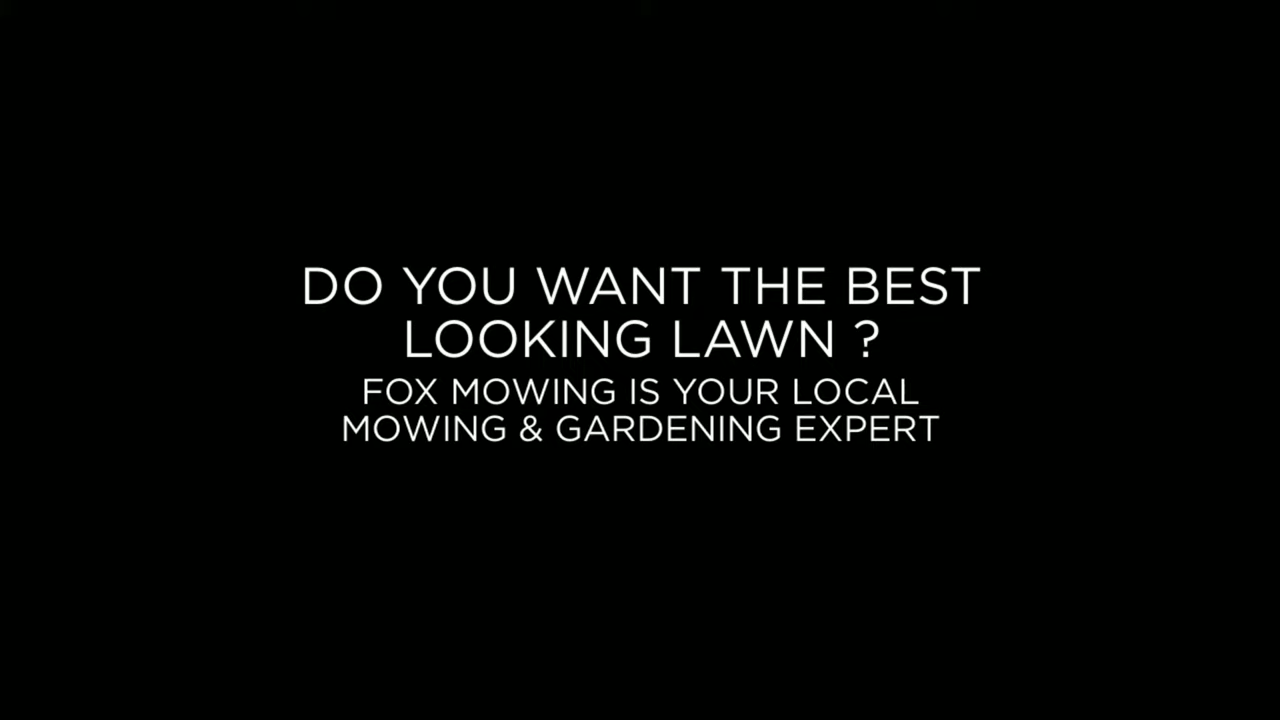 DO YOU WANT THE BEST
LOOKING LAWN ?
FOX MOWING IS YOUR LOCAL
MOWING & GARDENING EXPERT